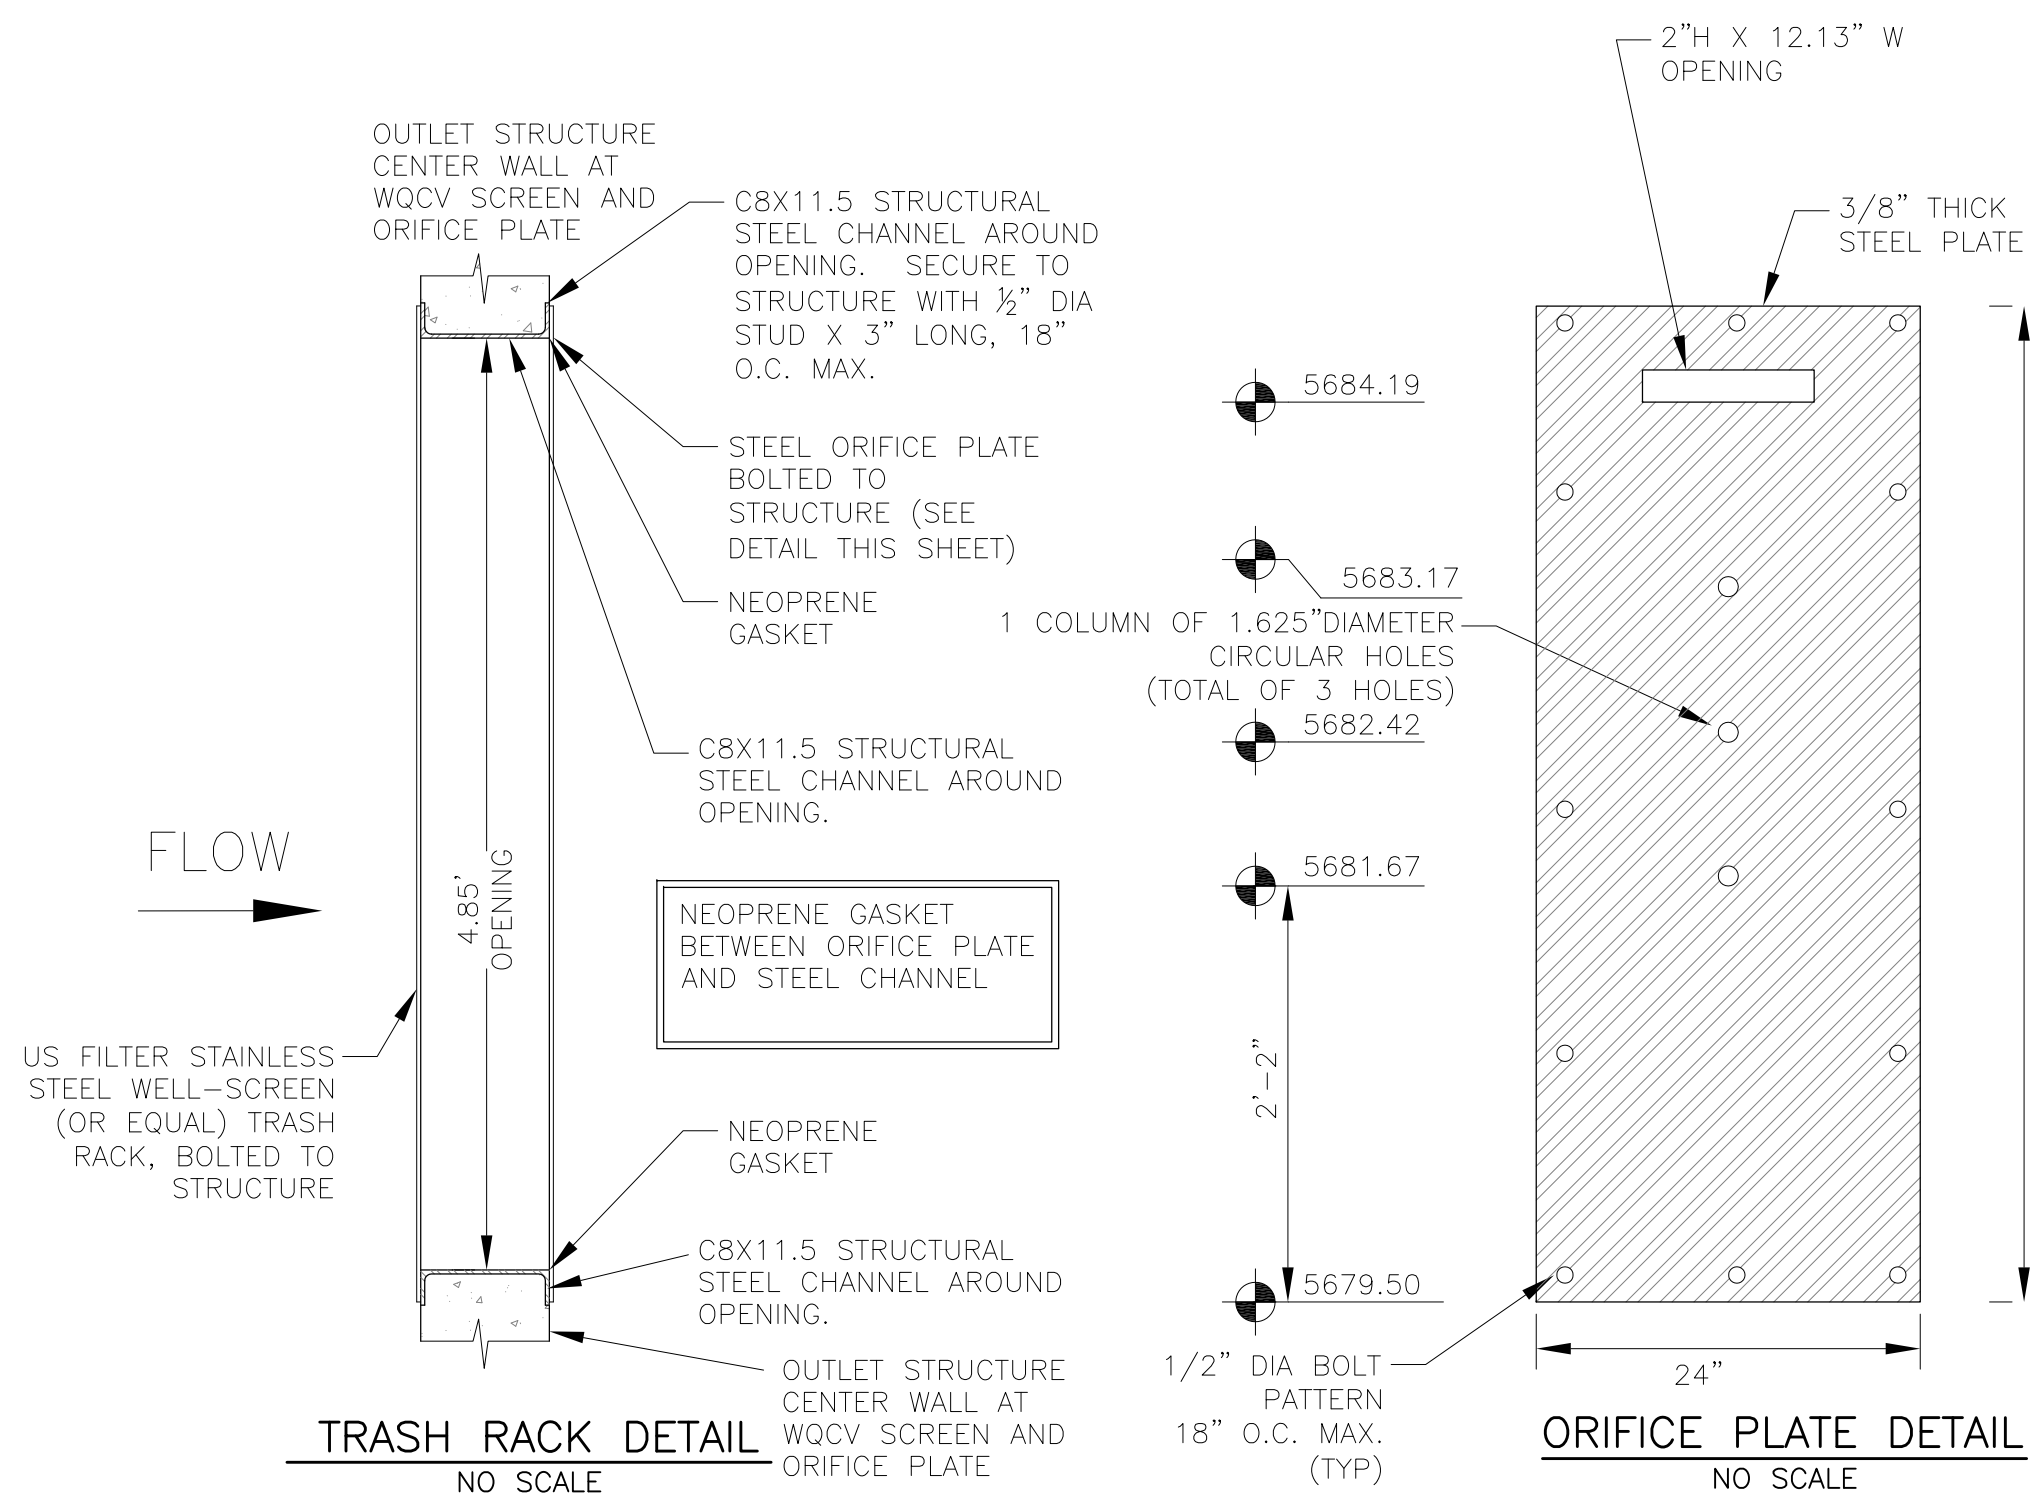 OUTLET STRUCTURE
CENTER WALL AT
WQCV SCREEN AND
ORIFICE PLATE
C8X11.5 STRUCTURAL
STEEL CHANNEL AROUND
OPENING.  SECURE TO
STRUCTURE WITH ½" DIA
STUD X 3" LONG, 18"
O.C. MAX.
STEEL ORIFICE PLATE
BOLTED TO
STRUCTURE (SEE
DETAIL THIS SHEET)
NEOPRENE
GASKET
C8X11.5 STRUCTURAL
STEEL CHANNEL AROUND
OPENING.
FLOW
4.85'
OPENING
NEOPRENE GASKET
BETWEEN ORIFICE PLATE
AND STEEL CHANNEL
US FILTER STAINLESS
STEEL WELL-SCREEN
(OR EQUAL) TRASH
RACK, BOLTED TO
STRUCTURE
NEOPRENE
GASKET
C8X11.5 STRUCTURAL
STEEL CHANNEL AROUND
OPENING.
OUTLET STRUCTURE
CENTER WALL AT
WQCV SCREEN AND
ORIFICE PLATE
TRASH RACK DETAIL
NO SCALE
2"H X 12.13" W
OPENING
3/8" THICK
STEEL PLATE
5684.19
5683.17
1 COLUMN OF 1.625"DIAMETER
CIRCULAR HOLES
(TOTAL OF 3 HOLES)
5682.42
5681.67
2'-2"
5679.50
1/2" DIA BOLT
PATTERN
18" O.C. MAX.
(TYP)
24"
ORIFICE PLATE DETAIL
NO SCALE